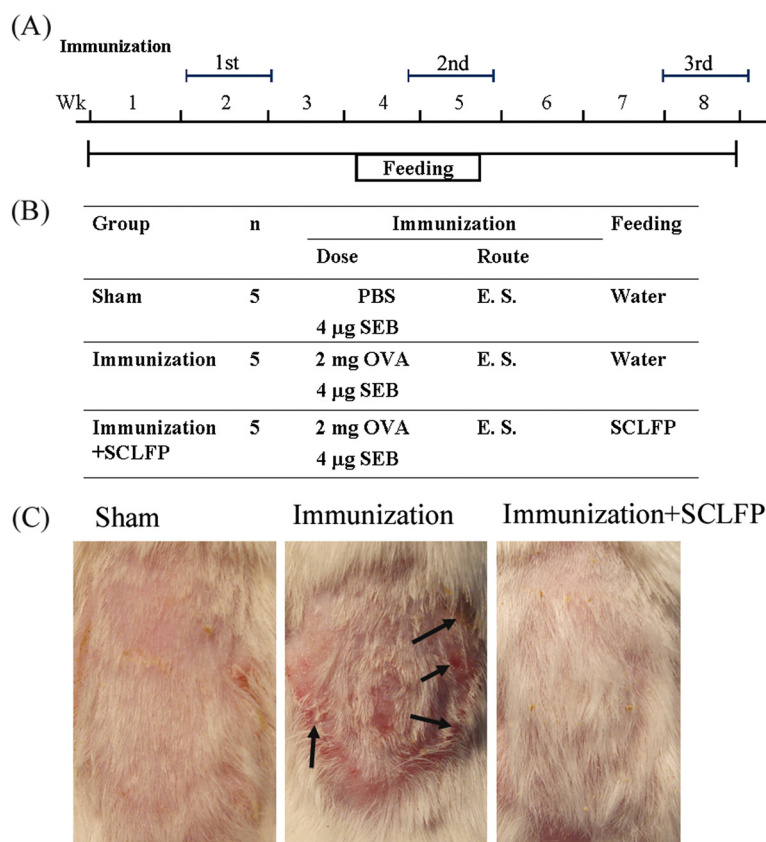 (A)
Immunization
1st 2nd 3rd
Wk 1 2 3 4 5 6 7 8
Feeding
(B)
Group n Immunization Feeding
Dose Route
Sham 5 PBS E. S. Water
4 μg SEB
Immunization 5 2 mg OVA E. S. Water
4 μg SEB
Immunization 5 2 mg OVA E. S. SCLFP
+SCLFP 4 μg SEB
(C) Sham Immunization Immunization+SCLFP